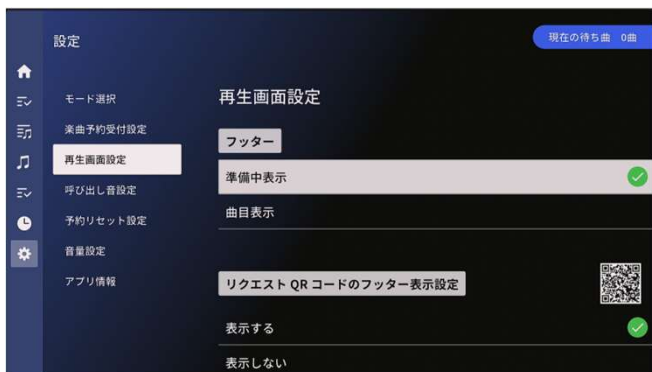 設定
現在の待ち曲 0曲
モード選択
楽曲予約受付設定
再生画面設定
呼び出し音設定
予約リセット設定
音量設定
アプリ情報
再生画面設定
フッター
準備中表示
曲目表示
リクエスト QR コードのフッター表示設定
表示する
表示しない